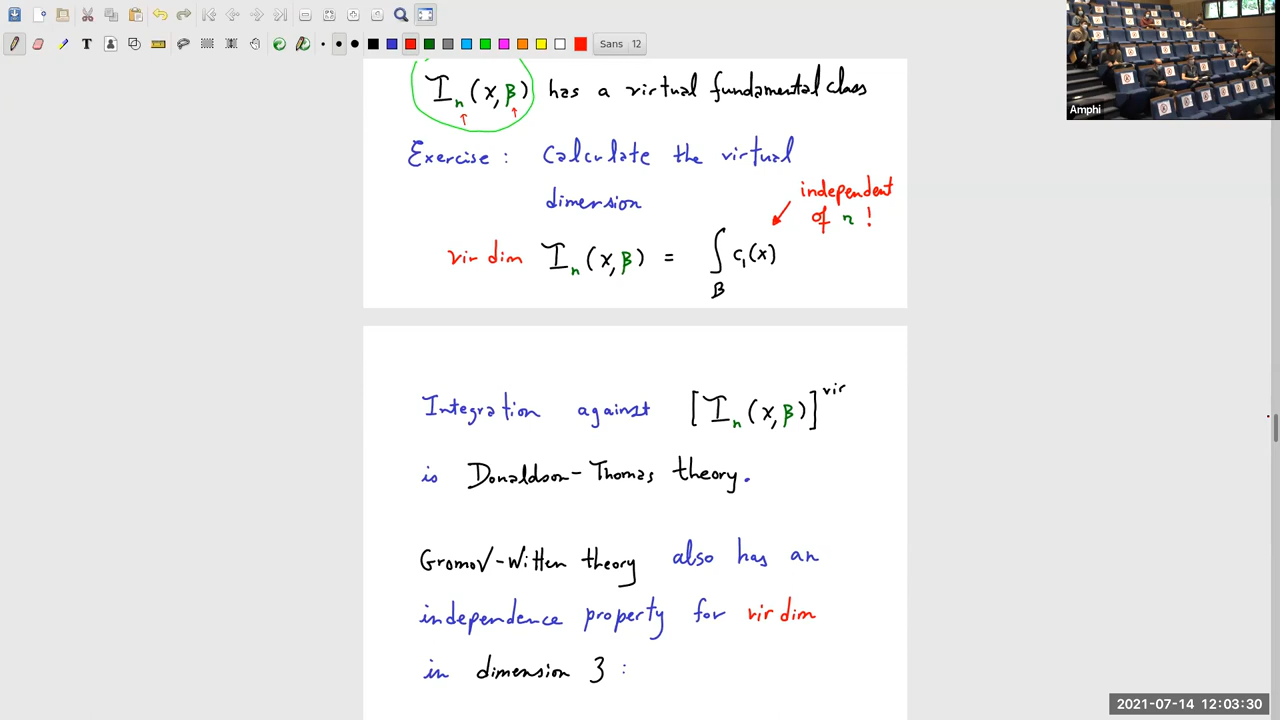 Sans 12
Amphi
I_n(X, β) has a virtual fundamental class
↑ ↑
Exercise: Calculate the virtual
dimension
independent
of n !
vir dim I_n(X, β) = ∫_β c₁(X)
Integration against [I_n(X, β)]^vir
is Donaldson-Thomas theory.
Gromov-Witten theory also has an
independence property for vir dim
in dimension 3 :
2021-07-14 12:03:30